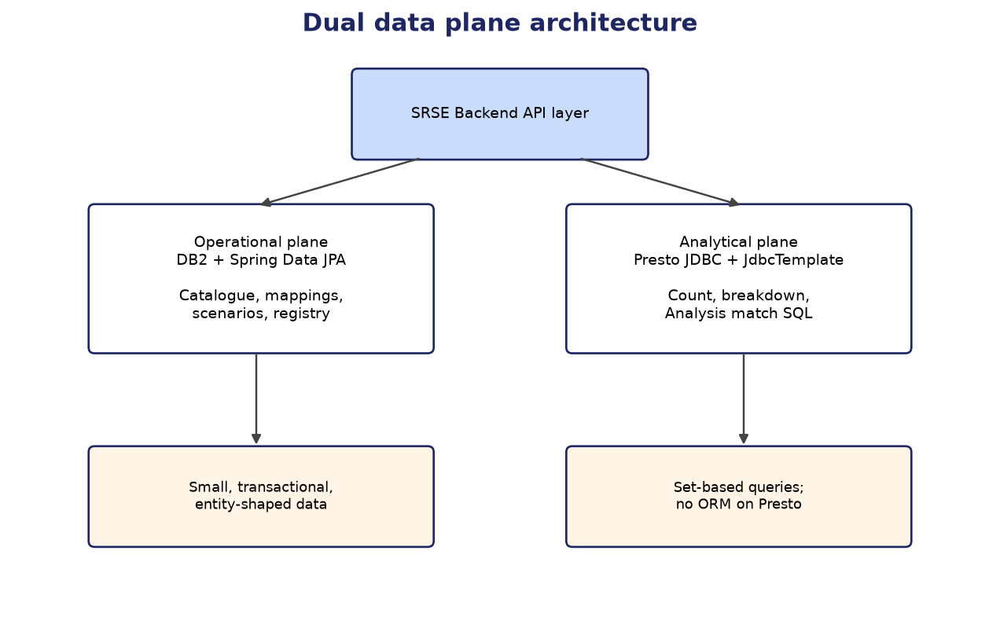 Dual data plane architecture
SRSE Backend API layer
Operational plane
DB2 + Spring Data JPA
Catalogue, mappings,
scenarios, registry
Analytical plane
Presto JDBC + JdbcTemplate
Count, breakdown,
Analysis match SQL
Small, transactional,
entity-shaped data
Set-based queries;
no ORM on Presto